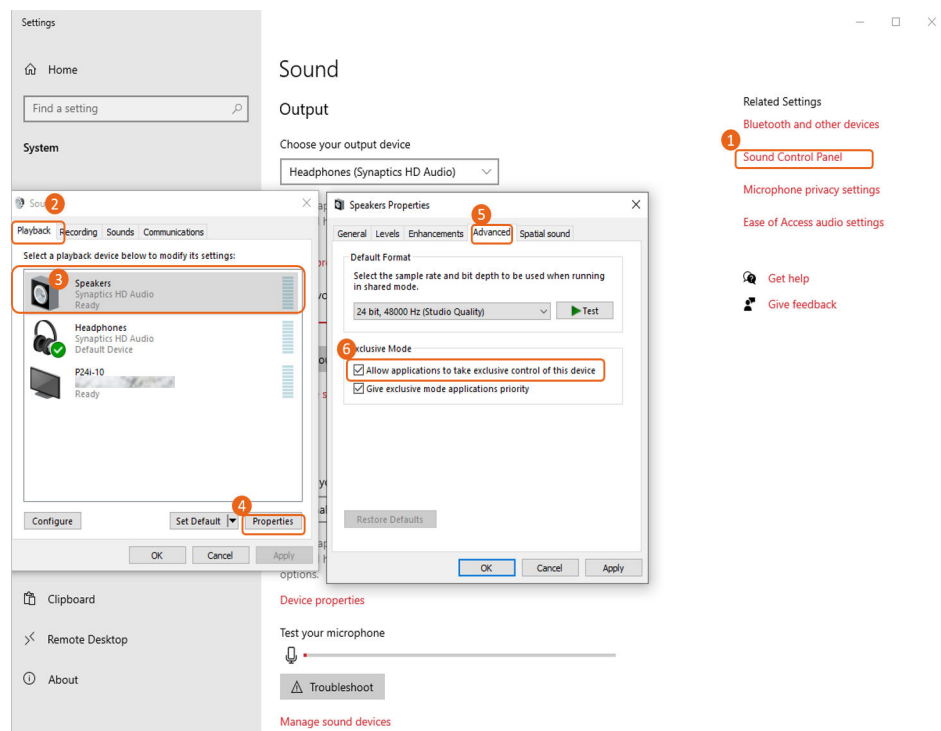 Settings
Home
Find a setting
System
Sound
Output
Choose your output device
Headphones (Synaptics HD Audio)
Related Settings
Bluetooth and other devices
1
Sound Control Panel
Microphone privacy settings
Ease of Access audio settings
Get help
Give feedback
2
Playback
Recording
Sounds
Communications
Select a playback device below to modify its settings:
3
Speakers
Synaptics HD Audio
Ready
Headphones
Synaptics HD Audio
Default Device
P24i-10
Ready
4
Configure
Set Default
Properties
OK
Cancel
Apply
Speakers Properties
5
General
Levels
Enhancements
Advanced
Spatial sound
Default Format
Select the sample rate and bit depth to be used when running
in shared mode.
24 bit, 48000 Hz (Studio Quality)
Test
6
Exclusive Mode
Allow applications to take exclusive control of this device
Give exclusive mode applications priority
Restore Defaults
OK
Cancel
Apply
options.
Clipboard
Remote Desktop
About
Device properties
Test your microphone
Troubleshoot
Manage sound devices